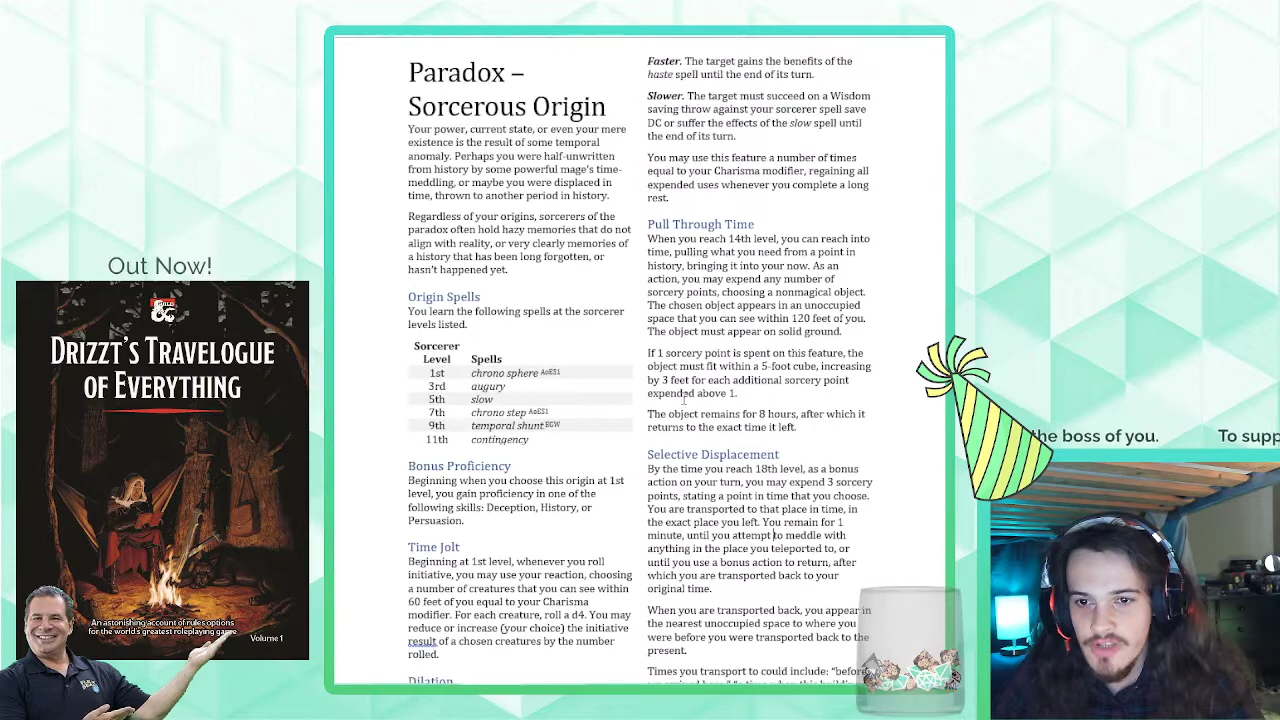 Out Now!
DRIZZT'S TRAVELOGUE
OF EVERYTHING
An astonishing account of rules options
for the world's greatest roleplaying game
Volume 1
Paradox –
Sorcerous Origin
Your power, current state, or even your mere
existence is the result of some temporal
anomaly. Perhaps you were half-unwritten
from history by some powerful mage's time-
meddling, or maybe you were displaced in
time, thrown to another period in history.
Regardless of your origins, sorcerers of the
paradox often hold hazy memories that do not
align with reality, or very clearly memories of
a history that has been long forgotten, or
hasn't happened yet.
Origin Spells
You learn the following spells at the sorcerer
levels listed.
Sorcerer
Level Spells
1st chrono sphere AoES1
3rd augury
5th slow
7th chrono step AoES1
9th temporal shunt EGW
11th contingency
Bonus Proficiency
Beginning when you choose this origin at 1st
level, you gain proficiency in one of the
following skills: Deception, History, or
Persuasion.
Time Jolt
Beginning at 1st level, whenever you roll
initiative, you may use your reaction, choosing
a number of creatures that you can see within
60 feet of you equal to your Charisma
modifier. For each creature, roll a d4. You may
reduce or increase (your choice) the initiative
result of a chosen creatures by the number
rolled.
Dilation
Faster. The target gains the benefits of the
haste spell until the end of its turn.
Slower. The target must succeed on a Wisdom
saving throw against your sorcerer spell save
DC or suffer the effects of the slow spell until
the end of its turn.
You may use this feature a number of times
equal to your Charisma modifier, regaining all
expended uses whenever you complete a long
rest.
Pull Through Time
When you reach 14th level, you can reach into
time, pulling what you need from a point in
history, bringing it into your now. As an
action, you may expend any number of
sorcery points, choosing a nonmagical object.
The chosen object appears in an unoccupied
space that you can see within 120 feet of you.
The object must appear on solid ground.
If 1 sorcery point is spent on this feature, the
object must fit within a 5-foot cube, increasing
by 3 feet for each additional sorcery point
expended above 1.
The object remains for 8 hours, after which it
returns to the exact time it left.
Selective Displacement
By the time you reach 18th level, as a bonus
action on your turn, you may expend 3 sorcery
points, stating a point in time that you choose.
You are transported to that place in time, in
the exact place you left. You remain for 1
minute, until you attempt to meddle with
anything in the place you teleported to, or
until you use a bonus action to return, after
which you are transported back to your
original time.
When you are transported back, you appear in
the nearest unoccupied space to where you
were before you were transported back to the
present.
Times you transport to could include: "before
the boss of you. To supp